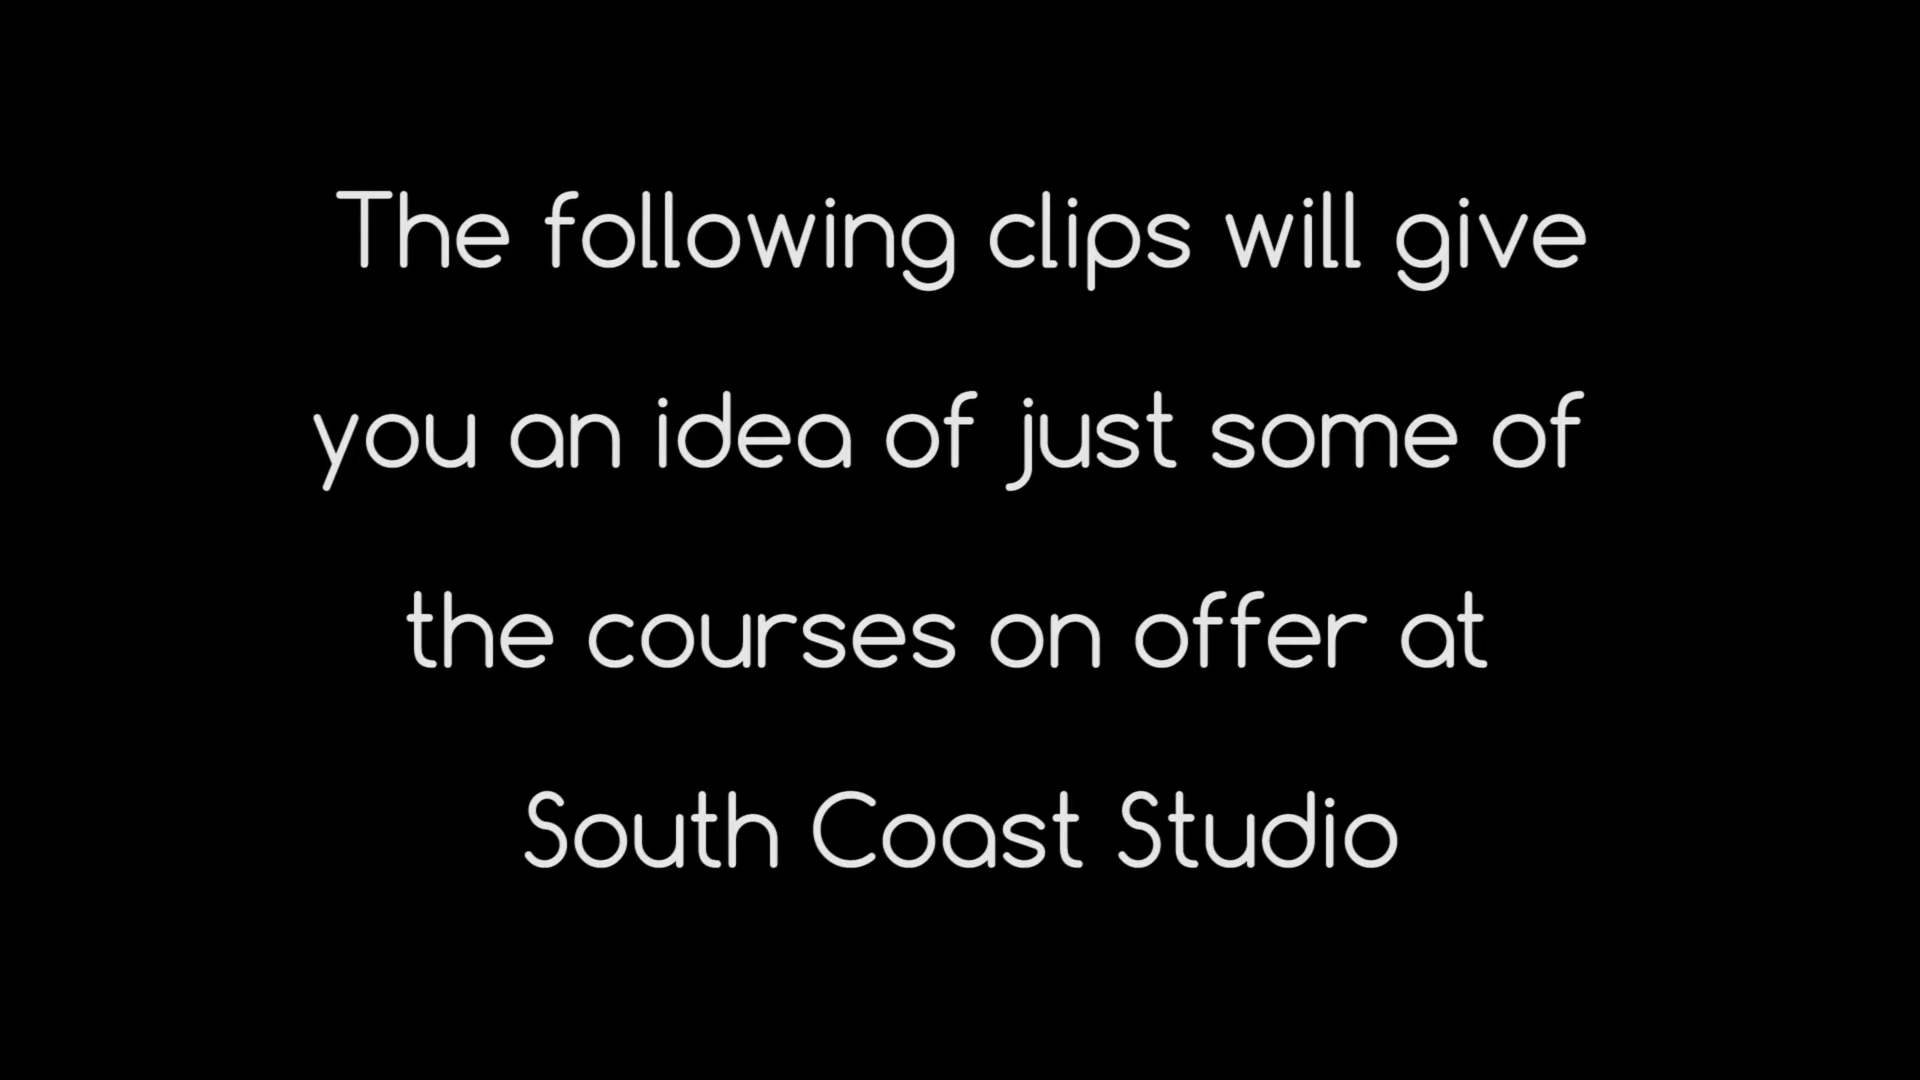 The following clips will give
you an idea of just some of
the courses on offer at
South Coast Studio